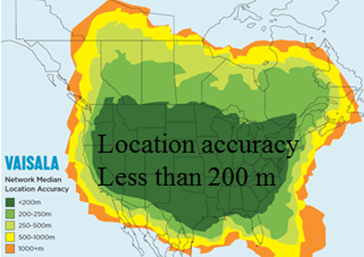 Location accuracy
Less than 200 m
VAISALA
Network Median
Location Accuracy
<200m
200-250m
250-500m
500-1000m
1000+m